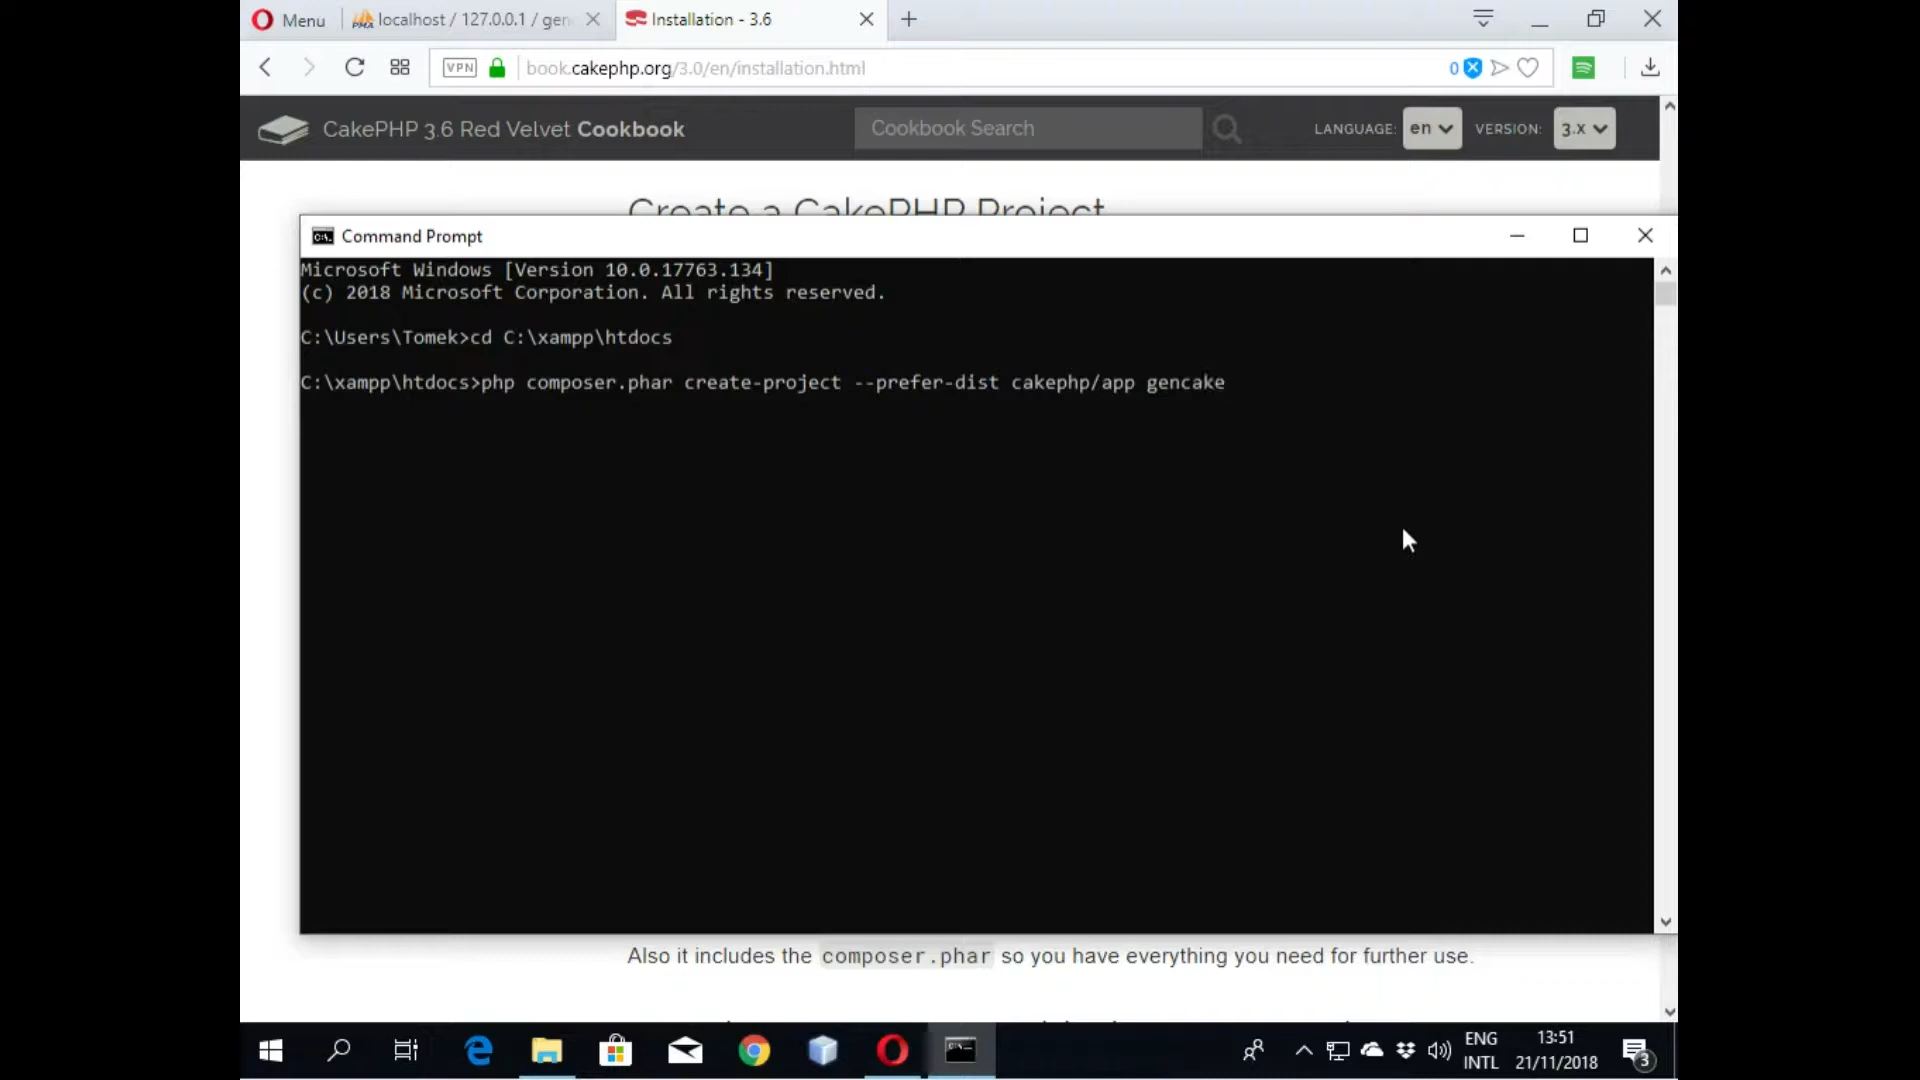 Menu
localhost / 127.0.0.1 / gen
Installation - 3.6
VPN
book.cakephp.org/3.0/en/installation.html
0
CakePHP 3.6 Red Velvet Cookbook
Cookbook Search
LANGUAGE:
en
VERSION:
3.x
Create a CakePHP Project
Command Prompt
Microsoft Windows [Version 10.0.17763.134]
(c) 2018 Microsoft Corporation. All rights reserved.
C:\Users\Tomek>cd C:\xampp\htdocs
C:\xampp\htdocs>php composer.phar create-project --prefer-dist cakephp/app gencake
Also it includes the composer.phar so you have everything you need for further use.
ENG
INTL
13:51
21/11/2018
3